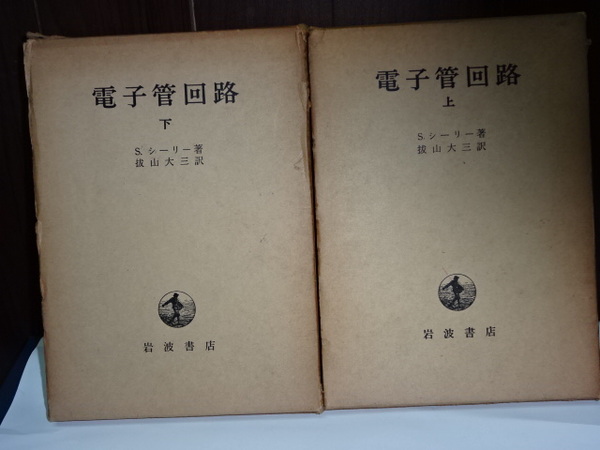 電子管回路
下
S.シーリー著
抜山大三訳
岩波書店
電子管回路
上
S.シーリー著
抜山大三訳
岩波書店